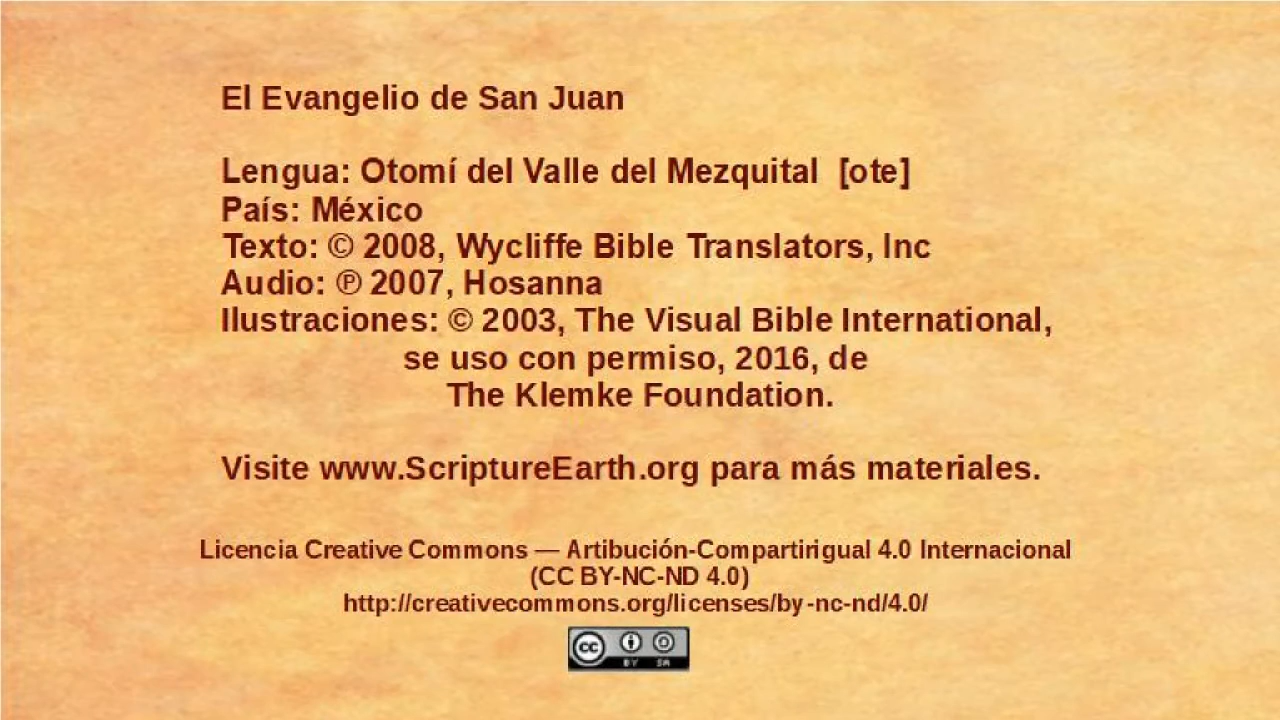 El Evangelio de San Juan
Lengua: Otomí del Valle del Mezquital [ote]
País: México
Texto: © 2008, Wycliffe Bible Translators, Inc
Audio: ℗ 2007, Hosanna
Ilustraciones: © 2003, The Visual Bible International,
se uso con permiso, 2016, de
The Klemke Foundation.
Visite www.ScriptureEarth.org para más materiales.
Licencia Creative Commons — Artibución-Compartirigual 4.0 Internacional
(CC BY-NC-ND 4.0)
http://creativecommons.org/licenses/by-nc-nd/4.0/
cc BY SA